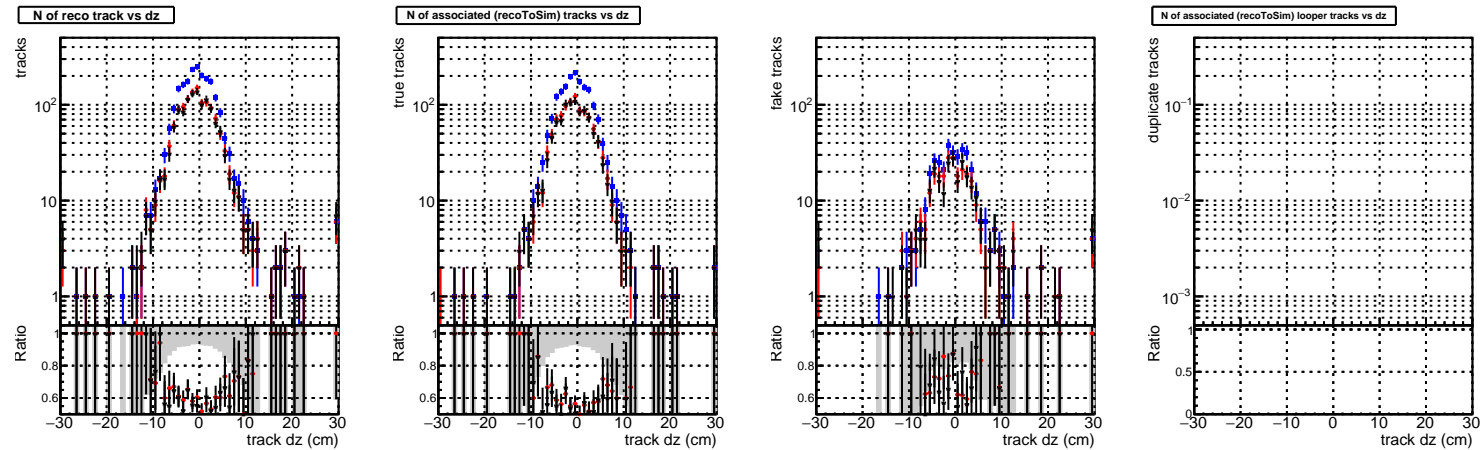 N of reco track vs dz
tracks
10²
10
1
Ratio
1
0.8
0.6
−30 −20 −10 0 10 20 30
track dz (cm)
N of associated (recoToSim) tracks vs dz
true tracks
10²
10
1
Ratio
1
0.8
0.6
−30 −20 −10 0 10 20 30
track dz (cm)
fake tracks
10²
10
1
Ratio
1
0.8
0.6
−30 −20 −10 0 10 20 30
track dz (cm)
N of associated (recoToSim) looper tracks vs dz
duplicate tracks
10⁻¹
10⁻²
10⁻³
Ratio
1
0.5
0
−30 −20 −10 0 10 20 30
track dz (cm)